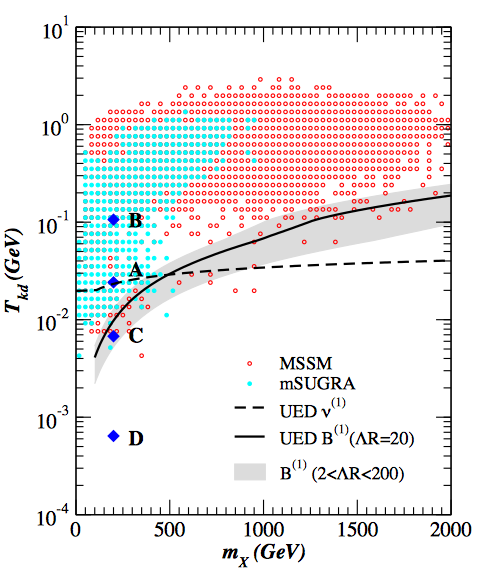 10^1
10^0
10^-1
10^-2
10^-3
10^-4
T_kd (GeV)
B
A
C
D
MSSM
mSUGRA
UED ν^(1)
UED B^(1)(ΛR=20)
B^(1) (2<ΛR<200)
0 500 1000 1500 2000
m_X (GeV)